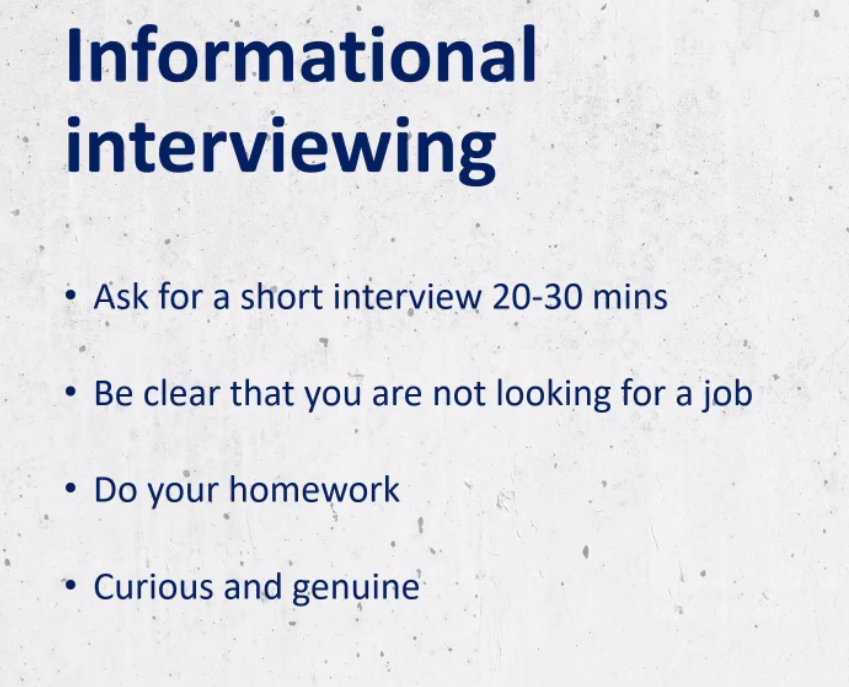 Informational
interviewing
• Ask for a short interview 20-30 mins
• Be clear that you are not looking for a job
• Do your homework
• Curious and genuine